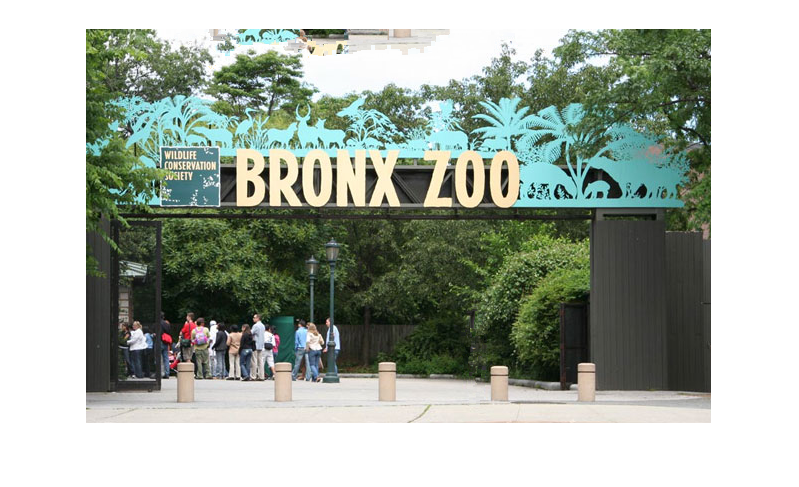 WILDLIFE
CONSERVATION
SOCIETY
BRONX ZOO